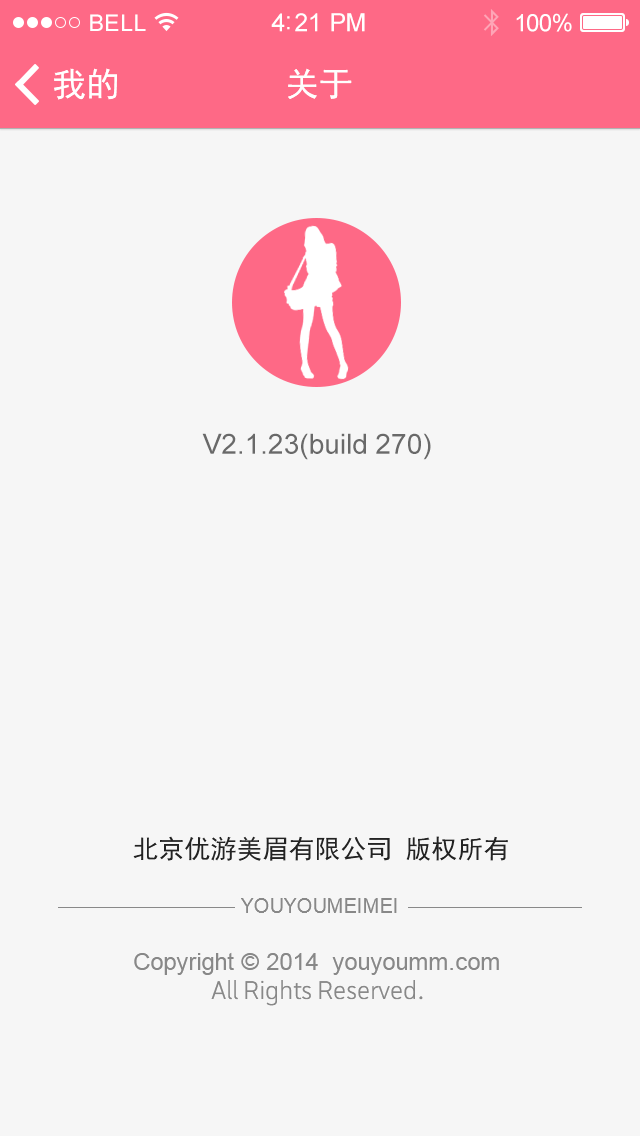 BELL 4:21 PM 100%
我的 关于
V2.1.23(build 270)
北京优游美眉有限公司 版权所有
YOUYOUMEIMEI
Copyright © 2014 youyoumm.com
All Rights Reserved.